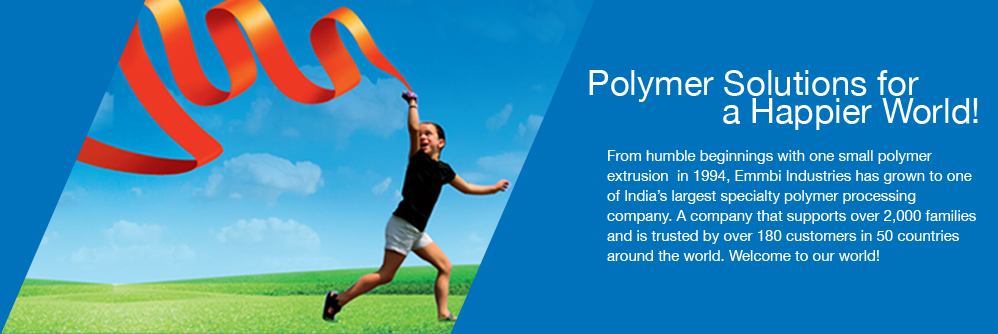 Polymer Solutions for
a Happier World!
From humble beginnings with one small polymer
extrusion in 1994, Emmbi Industries has grown to one
of India's largest specialty polymer processing
company. A company that supports over 2,000 families
and is trusted by over 180 customers in 50 countries
around the world. Welcome to our world!